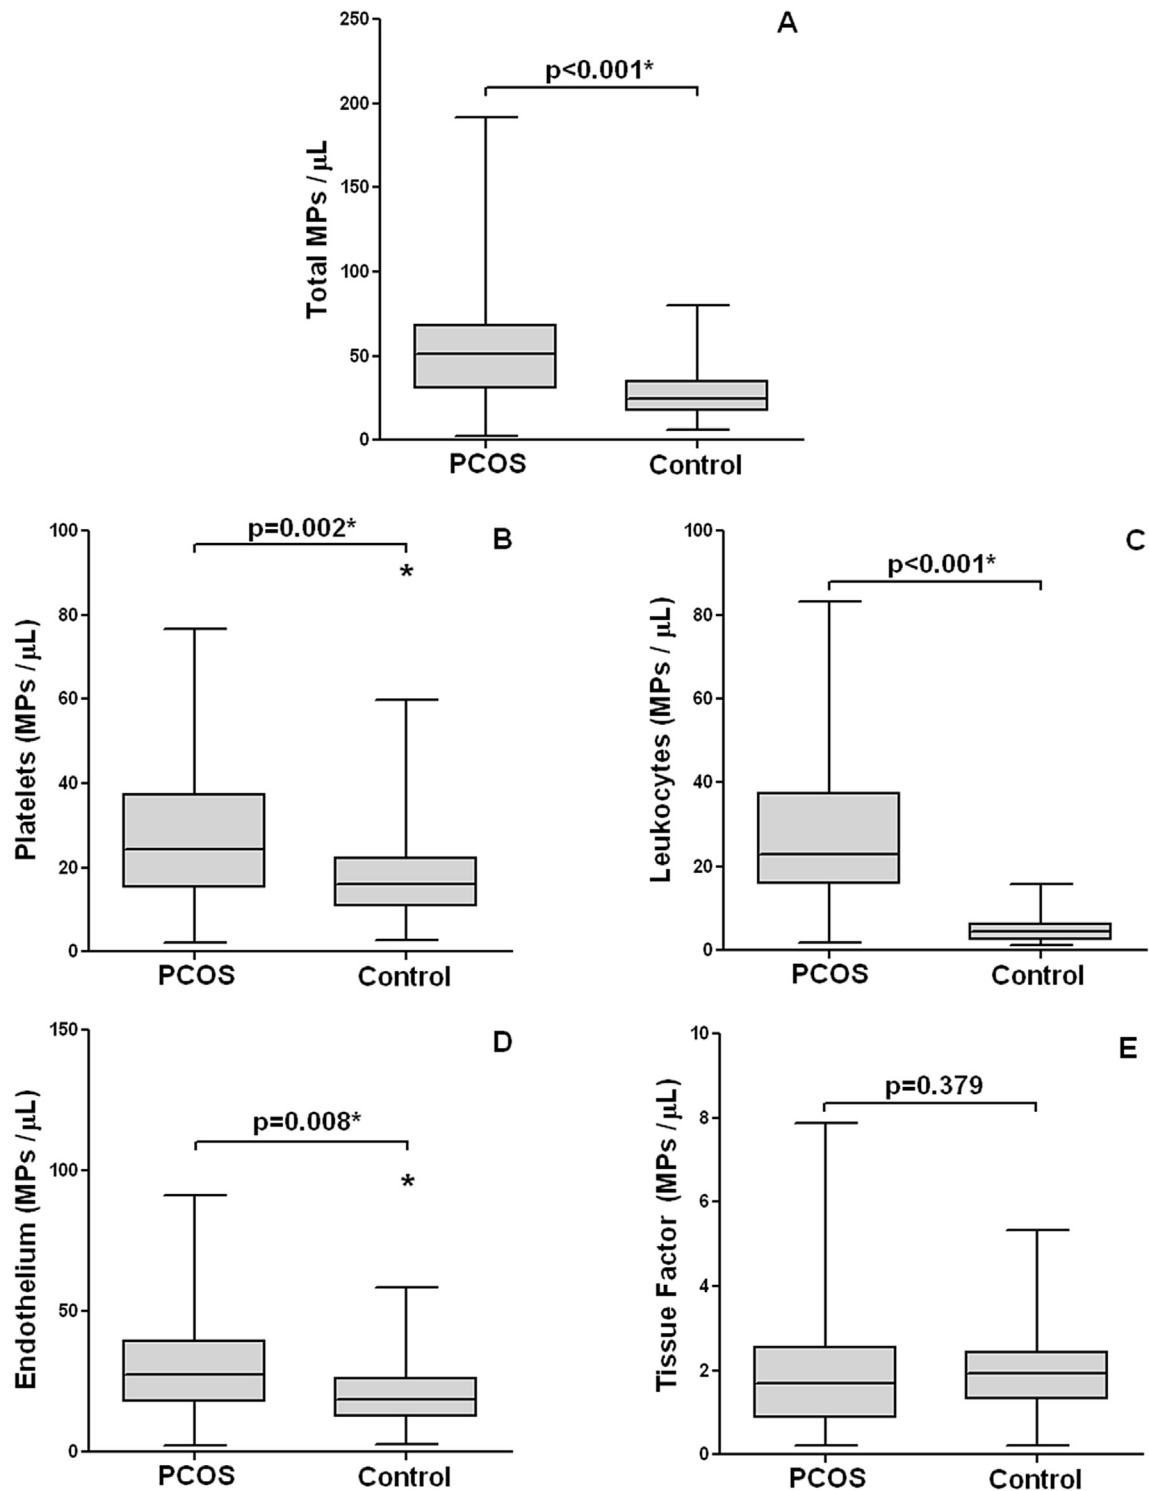 A
250
200
150
100
50
0
Total MPs / μL
p<0.001*
PCOS
Control
B
100
80
60
40
20
0
Platelets (MPs /μL)
p=0.002*
*
PCOS
Control
C
100
80
60
40
20
0
Leukocytes (MPs / μL)
p<0.001*
PCOS
Control
D
150
100
50
0
Endothelium (MPs /μL)
p=0.008*
*
PCOS
Control
E
10
8
6
4
2
0
Tissue Factor (MPs /μL)
p=0.379
PCOS
Control